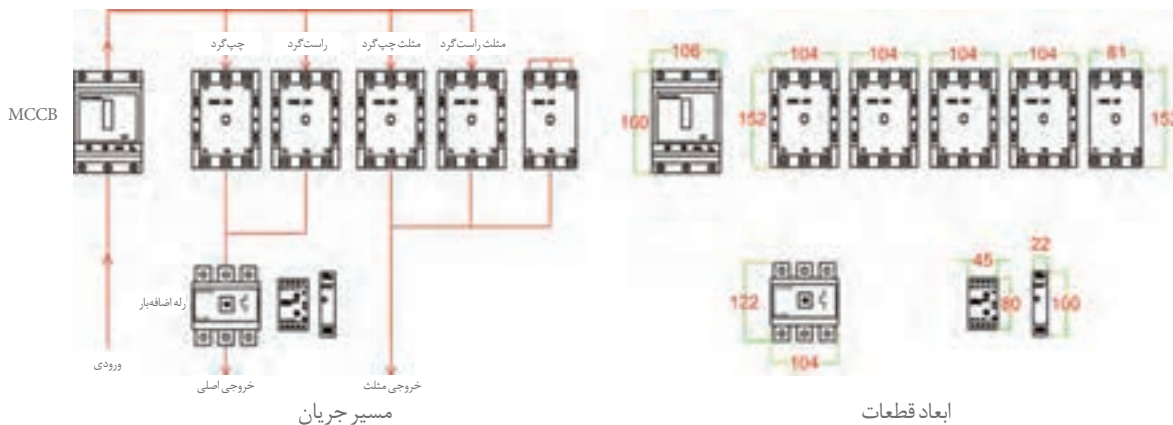 چپ‌گرد راست‌گرد مثلث چپ‌گرد مثلث راست‌گرد
MCCB
رله اضافه‌بار
ورودی
خروجی اصلی
خروجی مثلث
مسیر جریان
106 104 104 104 104 81
160 152 152
45 22
122 80 100
104
ابعاد قطعات